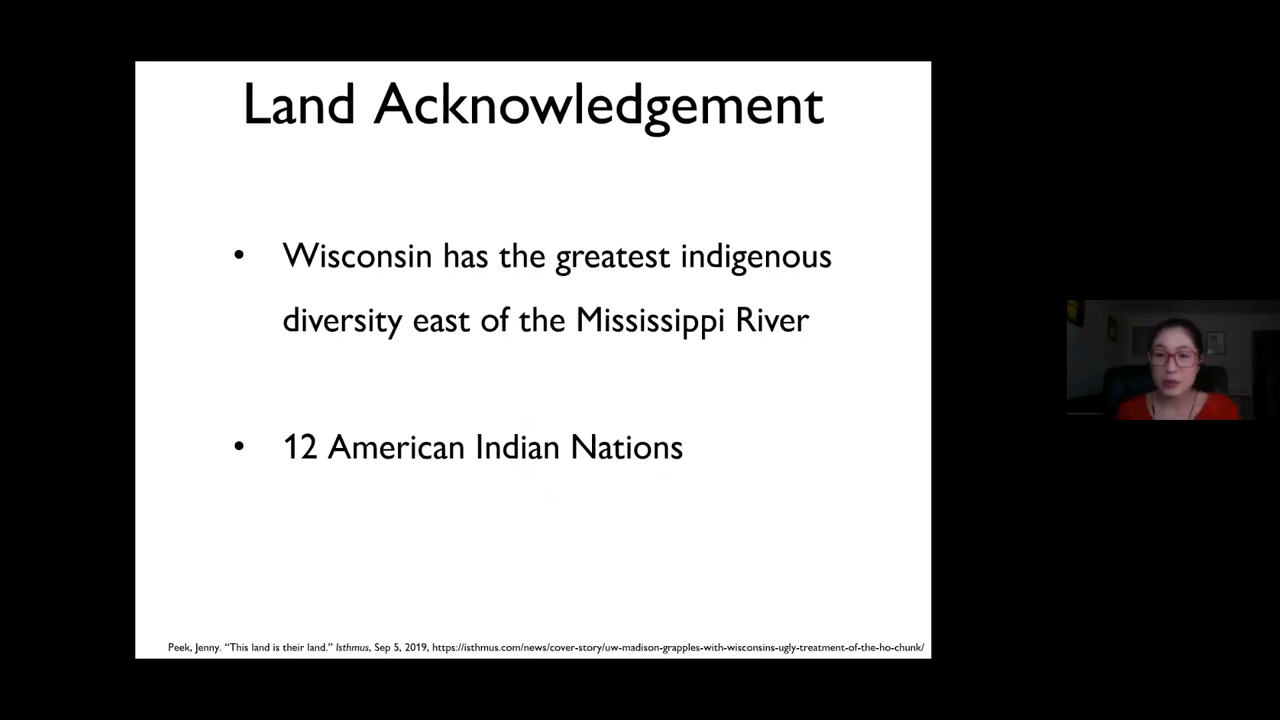 Land Acknowledgement
• Wisconsin has the greatest indigenous
diversity east of the Mississippi River
• 12 American Indian Nations
Peek, Jenny. “This land is their land.” Isthmus, Sep 5, 2019, https://isthmus.com/news/cover-story/uw-madison-grapples-with-wisconsins-ugly-treatment-of-the-ho-chunk/